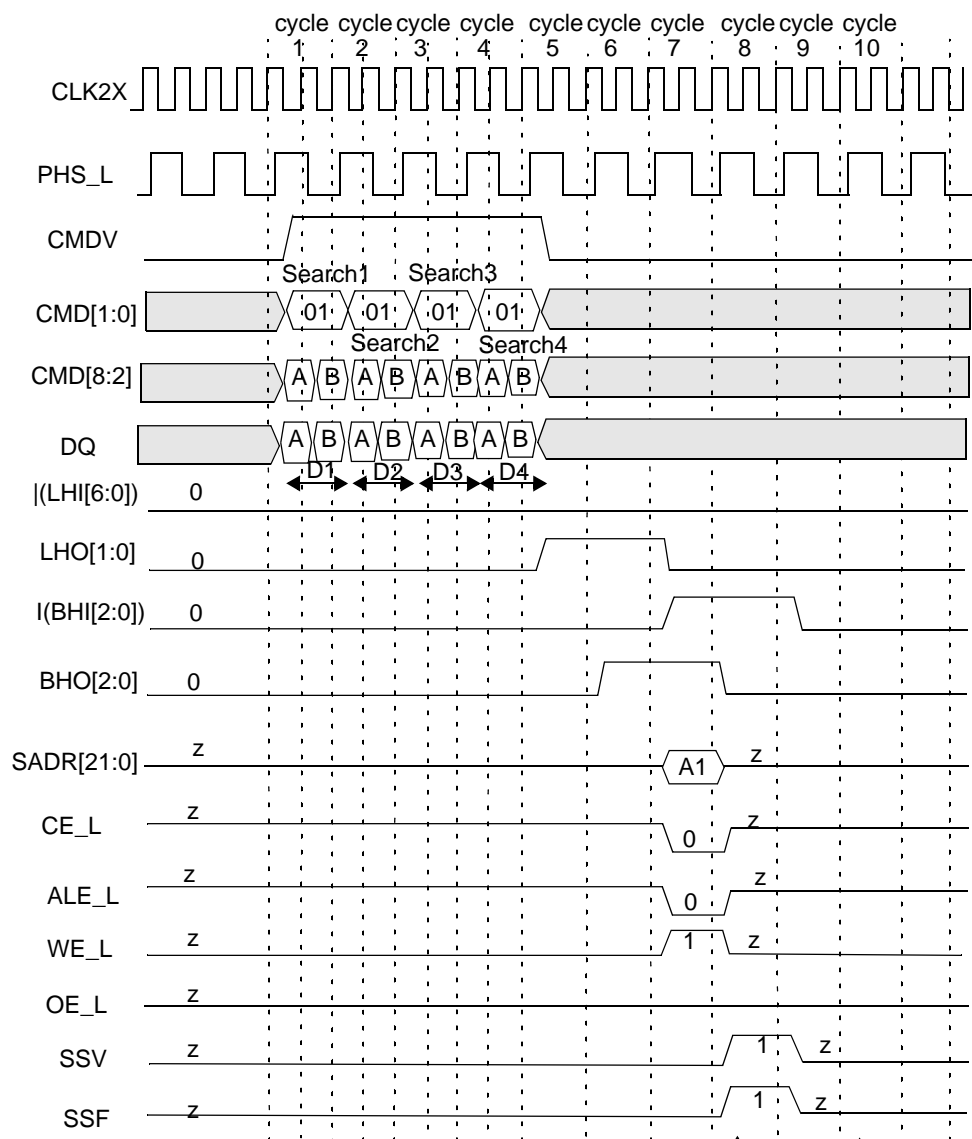 cycle cycle cycle cycle cycle cycle cycle cycle cycle cycle
1 2 3 4 5 6 7 8 9 10
CLK2X
PHS_L
CMDV
Search1 Search3
CMD[1:0] 01 01 01 01
Search2 Search4
CMD[8:2] A B A B A B A B
DQ A B A B A B A B
D1 D2 D3 D4
|(LHI[6:0]) 0
LHO[1:0] 0
I(BHI[2:0]) 0
BHO[2:0] 0
SADR[21:0] z A1 z
CE_L z 0 z
ALE_L z 0 z
WE_L z 1 z
OE_L z
SSV z 1 z
SSF z 1 z